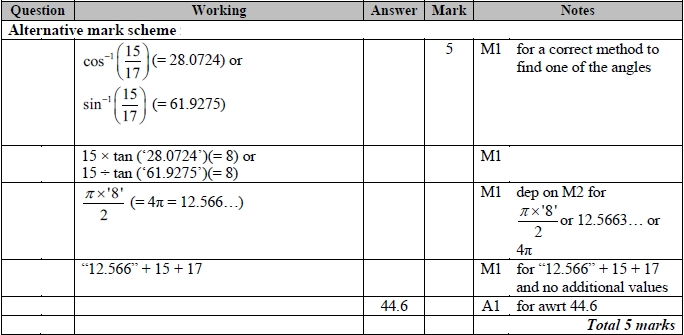 Question Working Answer Mark Notes
Alternative mark scheme
cos⁻¹(15/17)(= 28.0724) or 5 M1 for a correct method to
find one of the angles
sin⁻¹(15/17) (= 61.9275)
15 × tan (‘28.0724’)(= 8) or M1
15 ÷ tan (‘61.9275’)(= 8)
π×'8'/2 (= 4π = 12.566…) M1 dep on M2 for
π×'8'/2 or 12.5663… or
4π
“12.566” + 15 + 17 M1 for “12.566” + 15 + 17
and no additional values
44.6 A1 for awrt 44.6
Total 5 marks